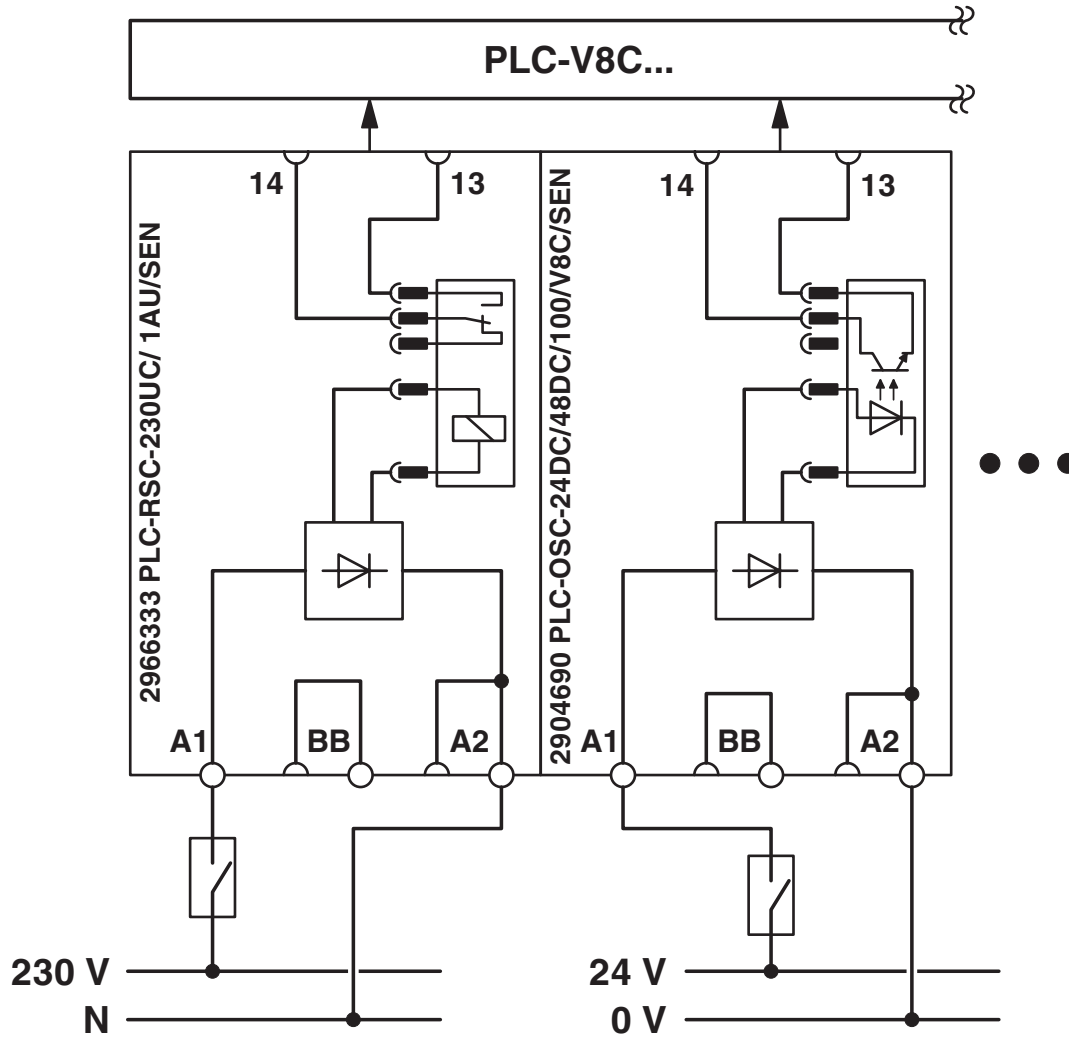 PLC-V8C...
14
13
14
13
2966333 PLC-RSC-230UC/ 1AU/SEN
2904690 PLC-OSC-24DC/48DC/100/V8C/SEN
A1
BB
A2
A1
BB
A2
230 V
24 V
N
0 V